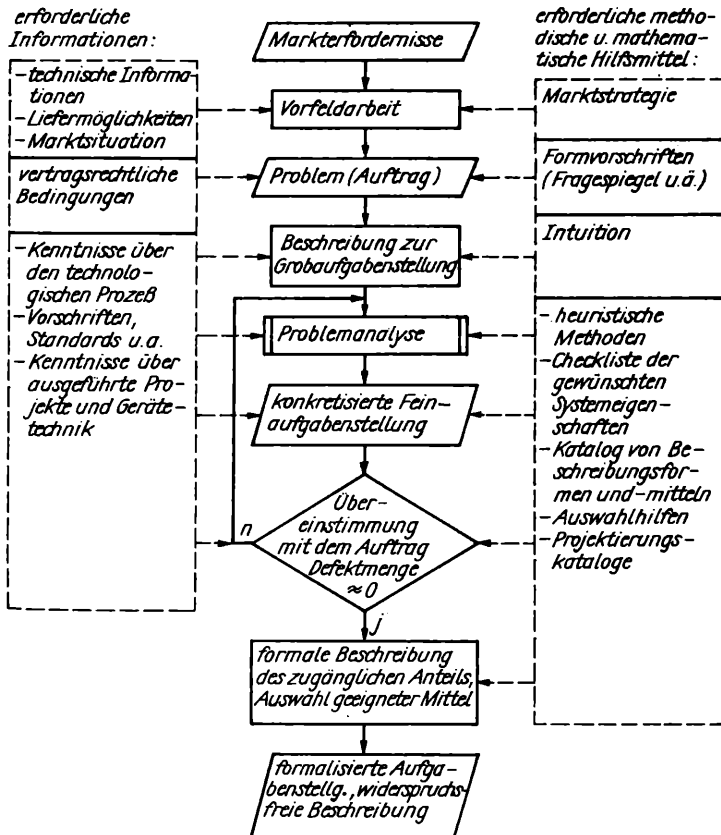 erforderliche
Informationen:
- technische Informa-
tionen
- Liefermöglichkeiten
- Marktsituation
vertragsrechtliche
Bedingungen
- Kenntnisse über
den technolo-
gischen Prozeß
- Vorschriften,
Standards u.a.
- Kenntnisse über
ausgeführte Pro-
jekte und Geräte-
technik
Markterfordernisse
Vorfeldarbeit
Problem (Auftrag)
Beschreibung zur
Grobaufgabenstellung
Problemanalyse
konkretisierte Fein-
aufgabenstellung
Über-
einstimmung
mit dem Auftrag
Defektmenge
≈0
n
j
formale Beschreibung
des zugänglichen Anteils,
Auswahl geeigneter Mittel
formalisierte Aufga-
benstellg., widerspruchs-
freie Beschreibung
erforderliche metho-
dische u. mathema-
tische Hilfsmittel:
Marktstrategie
Formvorschriften
(Fragespiegel u.ä.)
Intuition
- heuristische
Methoden
- Checkliste der
gewünschten
Systemeigen-
schaften
- Katalog von Be-
schreibungsfor-
men und -mitteln
- Auswahlhilfen
- Projektierungs-
kataloge